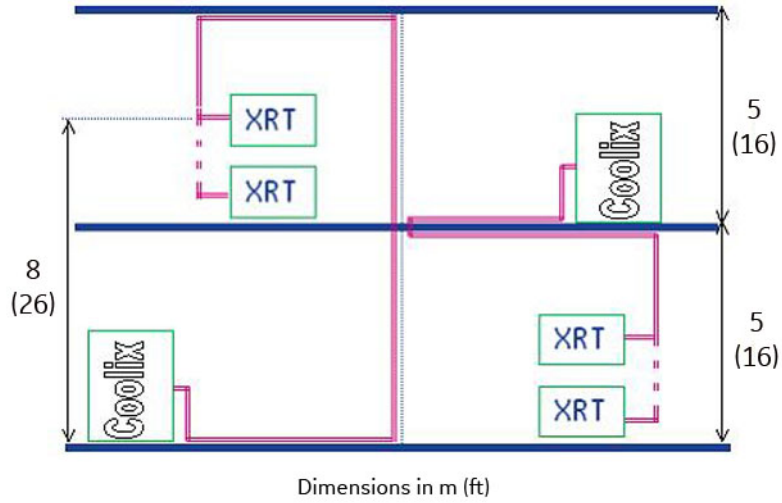 XRT
XRT
5
(16)
Coolix
8
(26)
Coolix
XRT
XRT
5
(16)
Dimensions in m (ft)